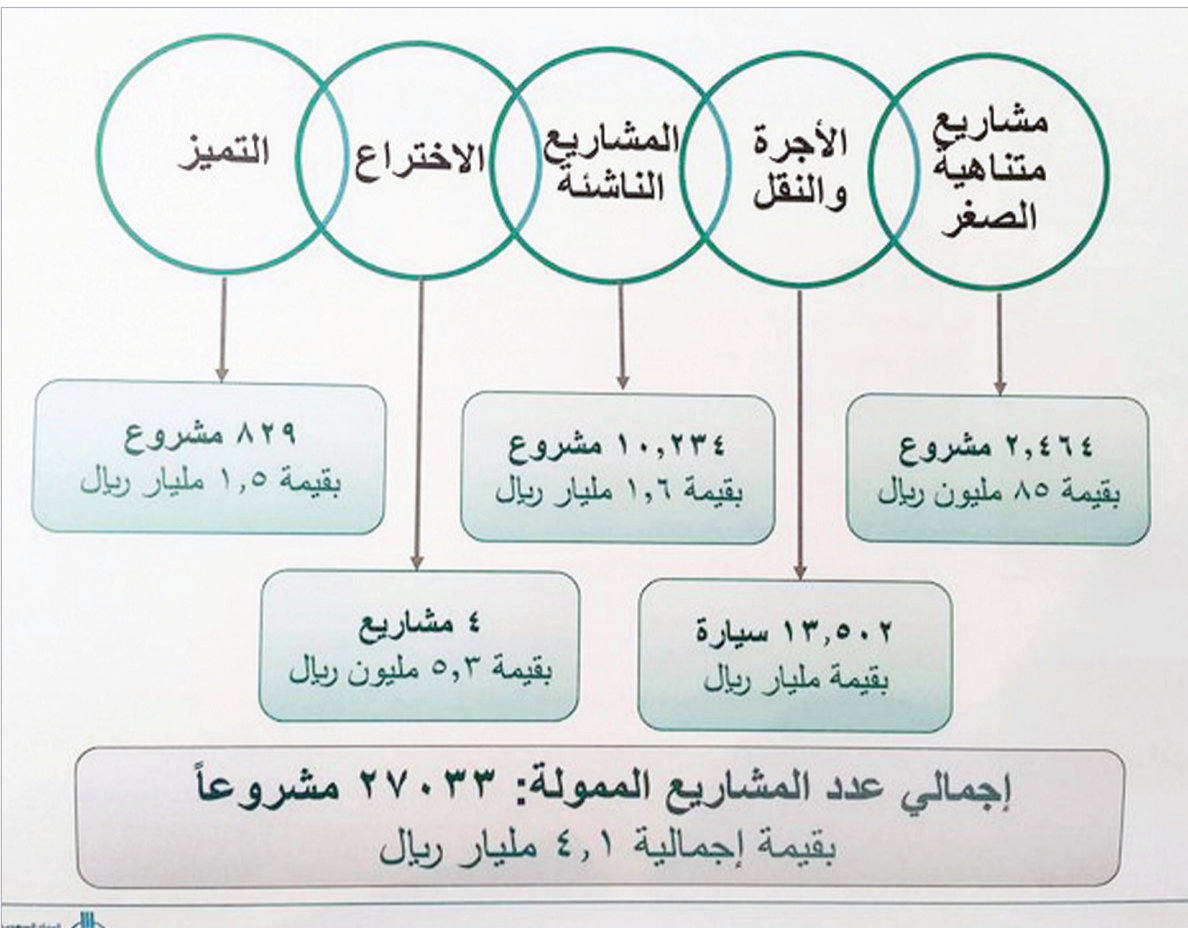 مشاريع
متناهية
الصغر
الأجرة
والنقل
المشاريع
الناشئة
الاختراع
التميز
٢,٤٦٤ مشروع
بقيمة ٨٥ مليون ريال
١٠,٢٣٤ مشروع
بقيمة ١,٦ مليار ريال
٨٢٩ مشروع
بقيمة ١,٥ مليار ريال
١٣,٥٠٢ سيارة
بقيمة مليار ريال
٤ مشاريع
بقيمة ٥,٣ مليون ريال
إجمالي عدد المشاريع الممولة: ٢٧٠٣٣ مشروعاً
بقيمة إجمالية ٤,١ مليار ريال